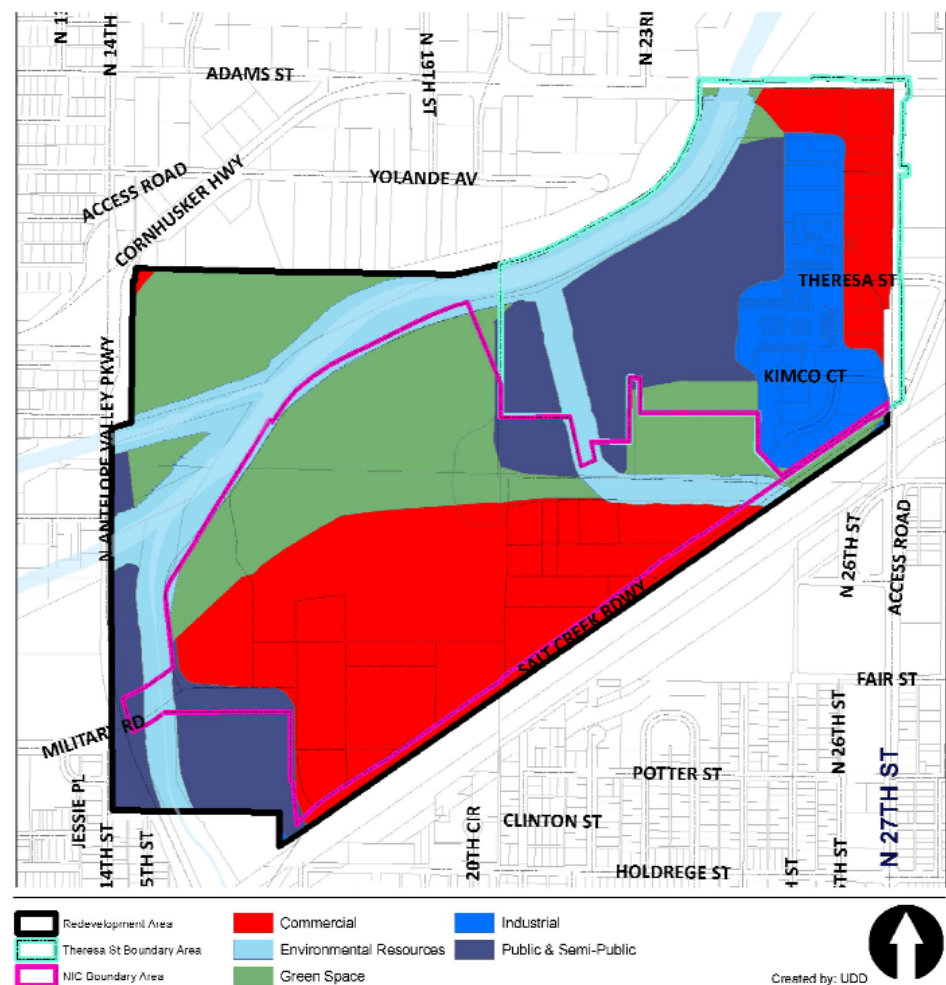 N 14TH
N 19TH ST
ADAMS ST
YOLANDE AV
ACCESS ROAD
CORNHUSKER HWY
THERESA ST
KIMCO CT
N ANTELOPE VALLEY PKWY
N 26TH ST
ACCESS ROAD
SALT CREEK RDWY
FAIR ST
MILITARY RD
N 26TH ST
POTTER ST
N 27TH ST
JESSIE PL
14TH ST
5TH ST
20TH CIR
CLINTON ST
HOLDREGE ST
Redevelopment Area
Theresa St Boundary Area
NIC Boundary Area
Commercial
Environmental Resources
Green Space
Industrial
Public & Semi-Public
Created by: UDD